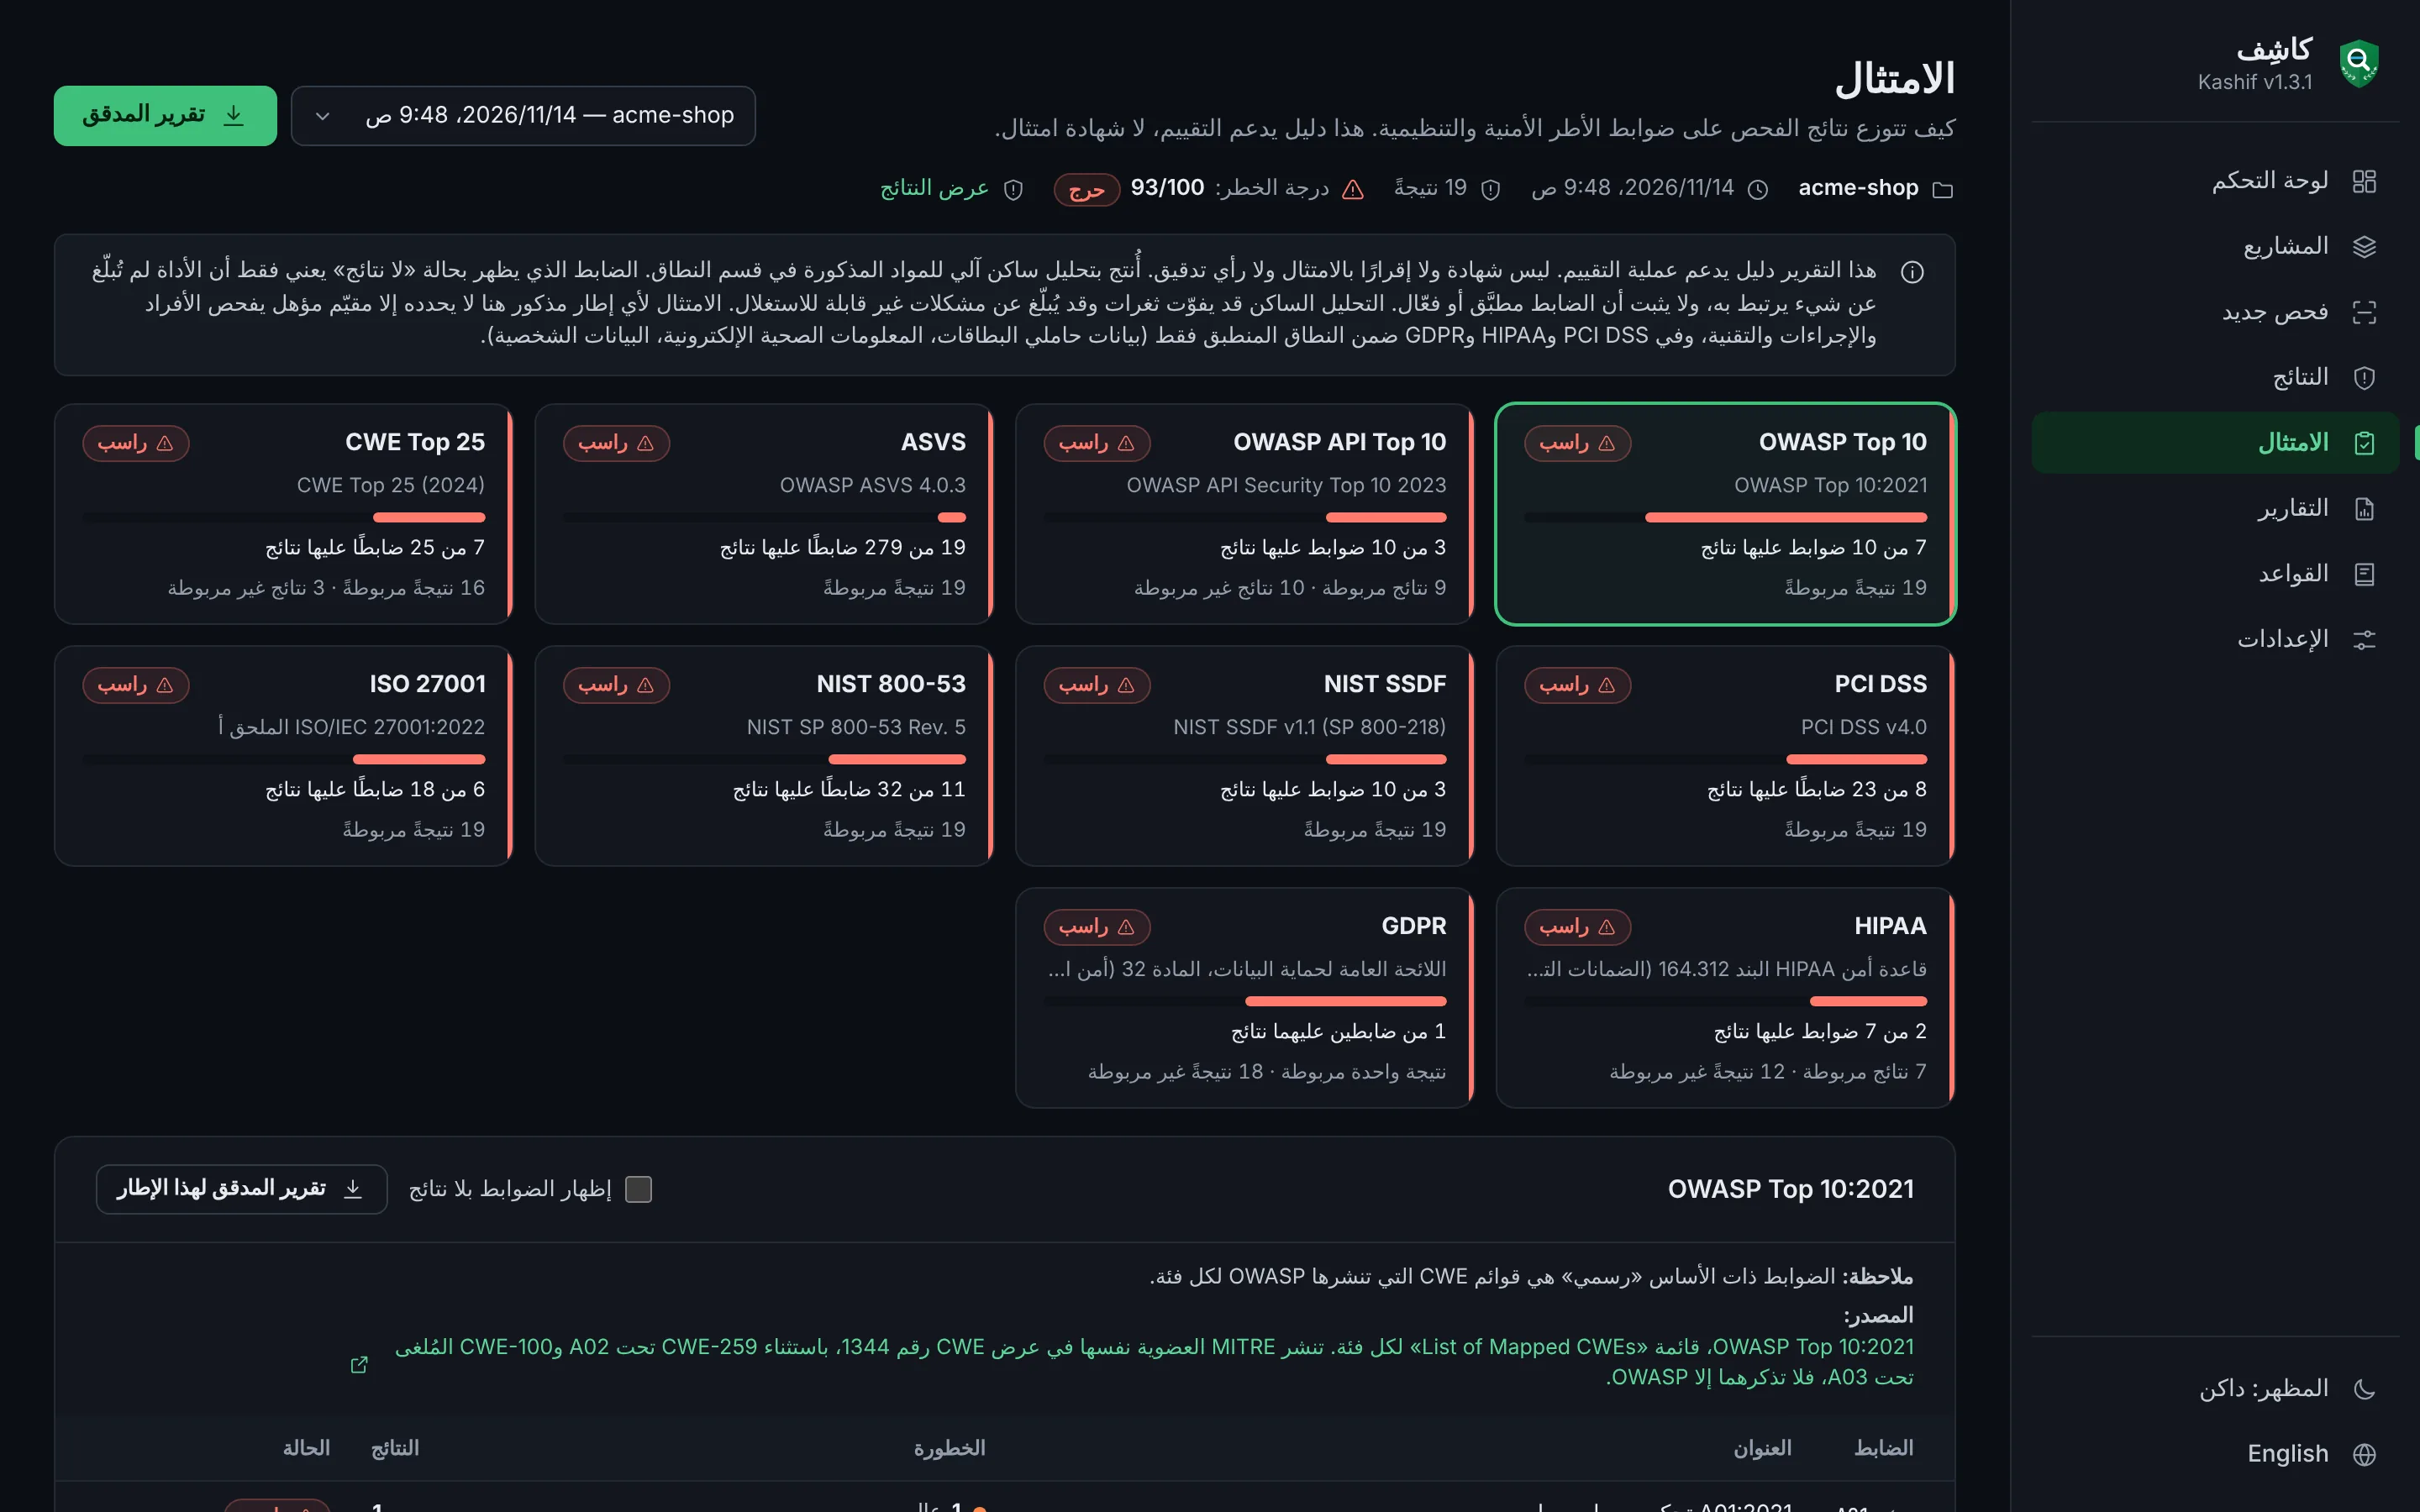 كاشِف
Kashif v1.3.1
لوحة التحكم
المشاريع
فحص جديد
النتائج
الامتثال
التقارير
القواعد
الإعدادات
المظهر: داكن
English
الامتثال
كيف تتوزع نتائج الفحص على ضوابط الأطر الأمنية والتنظيمية. هذا دليل يدعم التقييم، لا شهادة امتثال.
acme-shop — 2026/11/14، 9:48 ص
تقرير المدقق
acme-shop 2026/11/14، 9:48 ص 19 نتيجةً درجة الخطر: 93/100 حرج عرض النتائج
هذا التقرير دليل يدعم عملية التقييم. ليس شهادة ولا إقرارًا بالامتثال ولا رأي تدقيق. أُنتج بتحليل ساكن آلي للمواد المذكورة في قسم النطاق. الضابط الذي يظهر بحالة «لا نتائج» يعني فقط أن الأداة لم تُبلّغ
عن شيء يرتبط به، ولا يثبت أن الضابط مطبَّق أو فعّال. التحليل الساكن قد يفوّت ثغرات وقد يُبلّغ عن مشكلات غير قابلة للاستغلال. الامتثال لأي إطار مذكور هنا لا يحدده إلا مقيّم مؤهل يفحص الأفراد
والإجراءات والتقنية، وفي PCI DSS وHIPAA وGDPR ضمن النطاق المنطبق فقط (بيانات حاملي البطاقات، المعلومات الصحية الإلكترونية، البيانات الشخصية).
OWASP Top 10 راسب
OWASP Top 10:2021
7 من 10 ضوابط عليها نتائج
19 نتيجةً مربوطةً
OWASP API Top 10 راسب
OWASP API Security Top 10 2023
3 من 10 ضوابط عليها نتائج
9 نتائج مربوطة · 10 نتائج غير مربوطة
ASVS راسب
OWASP ASVS 4.0.3
19 من 279 ضابطًا عليها نتائج
19 نتيجةً مربوطةً
CWE Top 25 راسب
CWE Top 25 (2024)
7 من 25 ضابطًا عليها نتائج
16 نتيجةً مربوطةً · 3 نتائج غير مربوطة
PCI DSS راسب
PCI DSS v4.0
8 من 23 ضابطًا عليها نتائج
19 نتيجةً مربوطةً
NIST SSDF راسب
NIST SSDF v1.1 (SP 800-218)
3 من 10 ضوابط عليها نتائج
19 نتيجةً مربوطةً
NIST 800-53 راسب
NIST SP 800-53 Rev. 5
11 من 32 ضابطًا عليها نتائج
19 نتيجةً مربوطةً
ISO 27001 راسب
ISO/IEC 27001:2022 الملحق أ
6 من 18 ضابطًا عليها نتائج
19 نتيجةً مربوطةً
HIPAA راسب
قاعدة أمن HIPAA البند 164.312 (الضمانات الت...
2 من 7 ضوابط عليها نتائج
7 نتائج مربوطة · 12 نتيجةً غير مربوطة
GDPR راسب
اللائحة العامة لحماية البيانات، المادة 32 (أمن ا...
1 من ضابطين عليهما نتائج
نتيجة واحدة مربوطة · 18 نتيجةً غير مربوطة
OWASP Top 10:2021
إظهار الضوابط بلا نتائج
تقرير المدقق لهذا الإطار
ملاحظة: الضوابط ذات الأساس «رسمي» هي قوائم CWE التي تنشرها OWASP لكل فئة.
المصدر:
OWASP Top 10:2021، قائمة «List of Mapped CWEs» لكل فئة. تنشر MITRE العضوية نفسها في عرض CWE رقم 1344، باستثناء CWE-259 تحت A02 وCWE-100 المُلغى
تحت A03، فلا تذكرهما إلا OWASP.
الضابط العنوان الخطورة النتائج الحالة